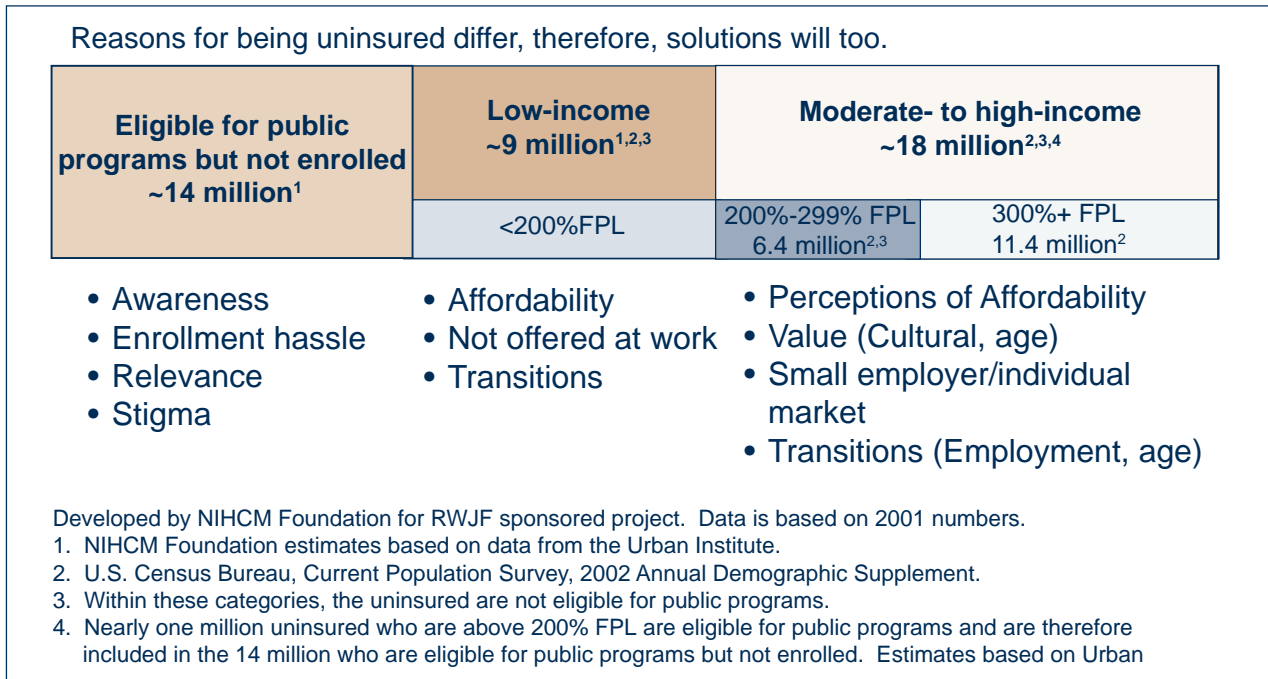 Reasons for being uninsured differ, therefore, solutions will too.
Eligible for public
programs but not enrolled
~14 million¹
Low-income
~9 million¹,²,³
<200%FPL
Moderate- to high-income
~18 million²,³,⁴
200%-299% FPL
6.4 million²,³
300%+ FPL
11.4 million²
• Awareness
• Enrollment hassle
• Relevance
• Stigma
• Affordability
• Not offered at work
• Transitions
• Perceptions of Affordability
• Value (Cultural, age)
• Small employer/individual
market
• Transitions (Employment, age)
Developed by NIHCM Foundation for RWJF sponsored project.  Data is based on 2001 numbers.
1.  NIHCM Foundation estimates based on data from the Urban Institute.
2.  U.S. Census Bureau, Current Population Survey, 2002 Annual Demographic Supplement.
3.  Within these categories, the uninsured are not eligible for public programs.
4.  Nearly one million uninsured who are above 200% FPL are eligible for public programs and are therefore
included in the 14 million who are eligible for public programs but not enrolled.  Estimates based on Urban